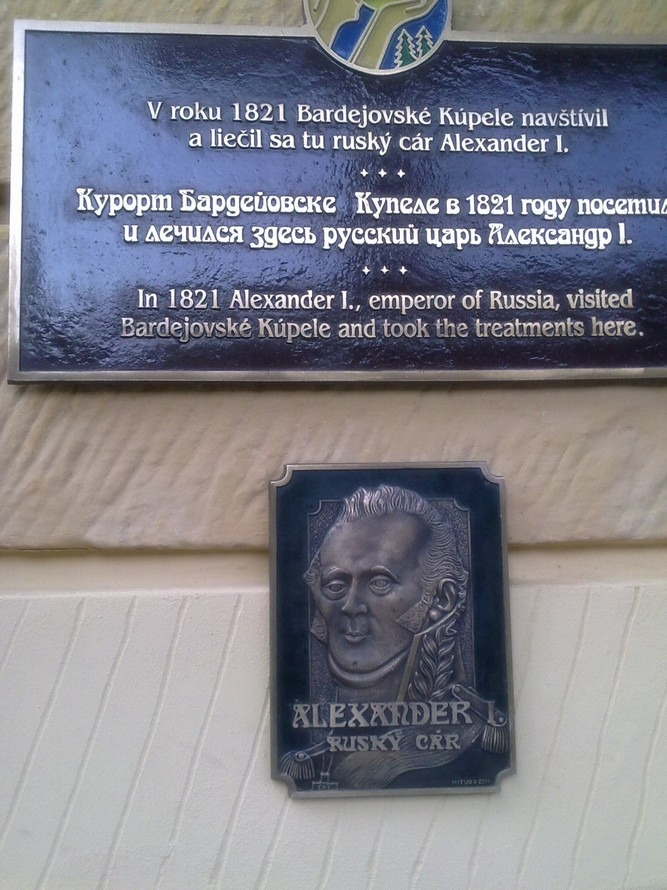 V roku 1821 Bardejovské Kúpele navštívil
a liečil sa tu ruský cár Alexander I.
Курорт Бардейовске Купеле в 1821 году посетил
и лечился здесь русский царь Александр I.
In 1821 Alexander I., emperor of Russia, visited
Bardejovské Kúpele and took the treatments here.
ALEXANDER I.
RUSKÝ CÁR